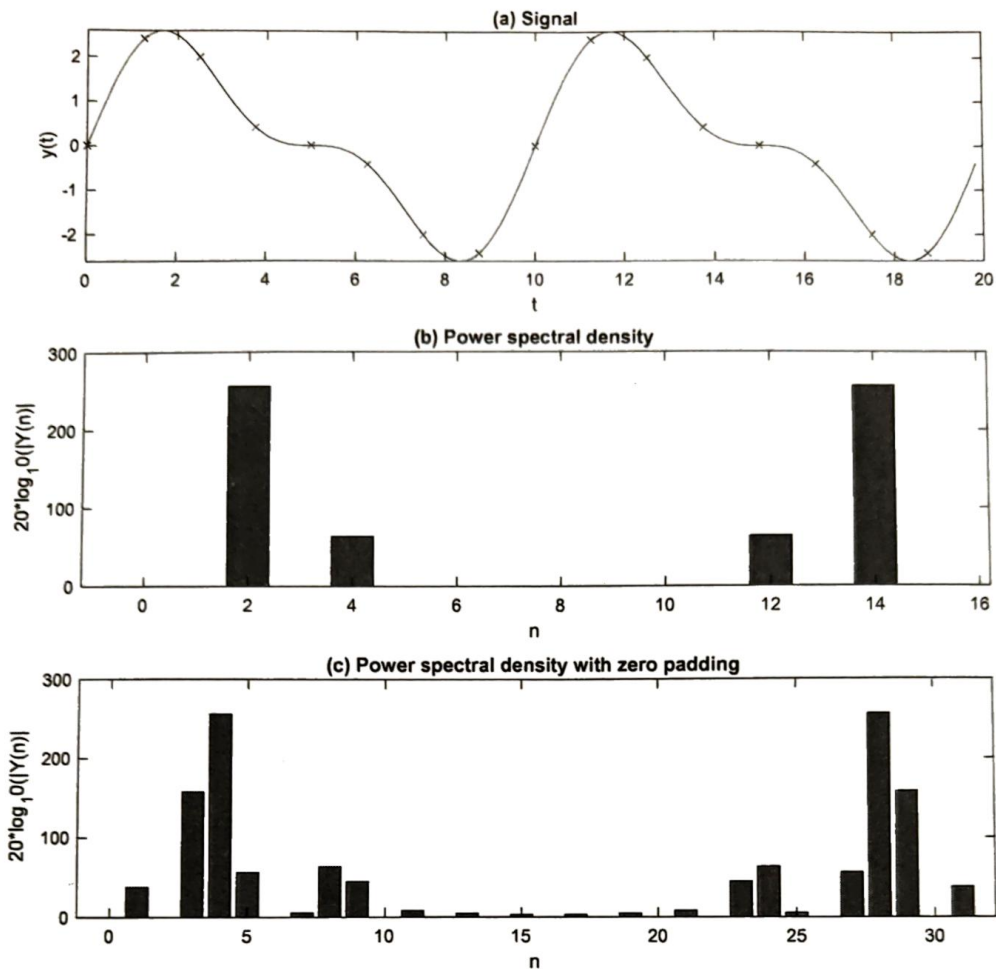 (a) Signal
2
1
0
-1
-2
y(t)
0 2 4 6 8 10 12 14 16 18 20
t
(b) Power spectral density
300
200
100
0
20*log10(|Y(n)|
0 2 4 6 8 10 12 14 16
n
(c) Power spectral density with zero padding
300
200
100
0
20*log10(|Y(n)|
0 5 10 15 20 25 30
n